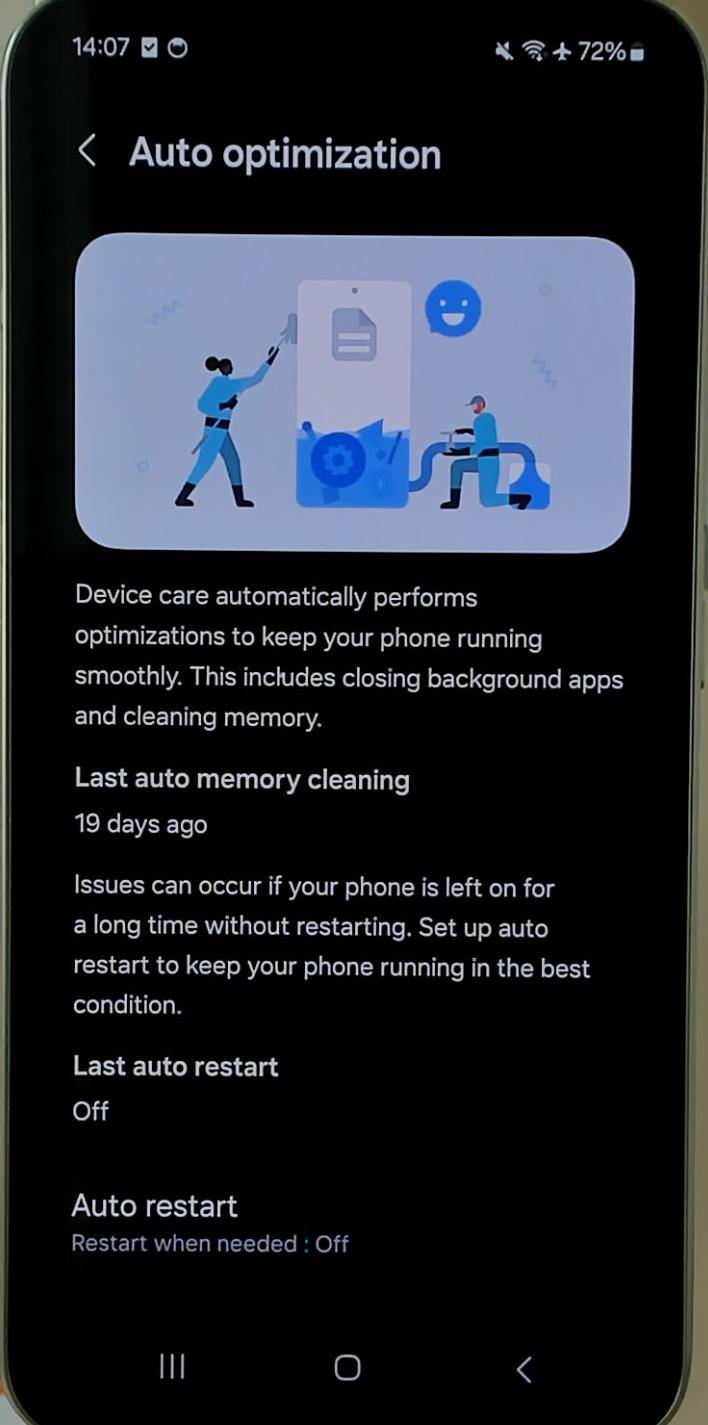 14:07
72%
Auto optimization
Device care automatically performs
optimizations to keep your phone running
smoothly. This includes closing background apps
and cleaning memory.
Last auto memory cleaning
19 days ago
Issues can occur if your phone is left on for
a long time without restarting. Set up auto
restart to keep your phone running in the best
condition.
Last auto restart
Off
Auto restart
Restart when needed : Off